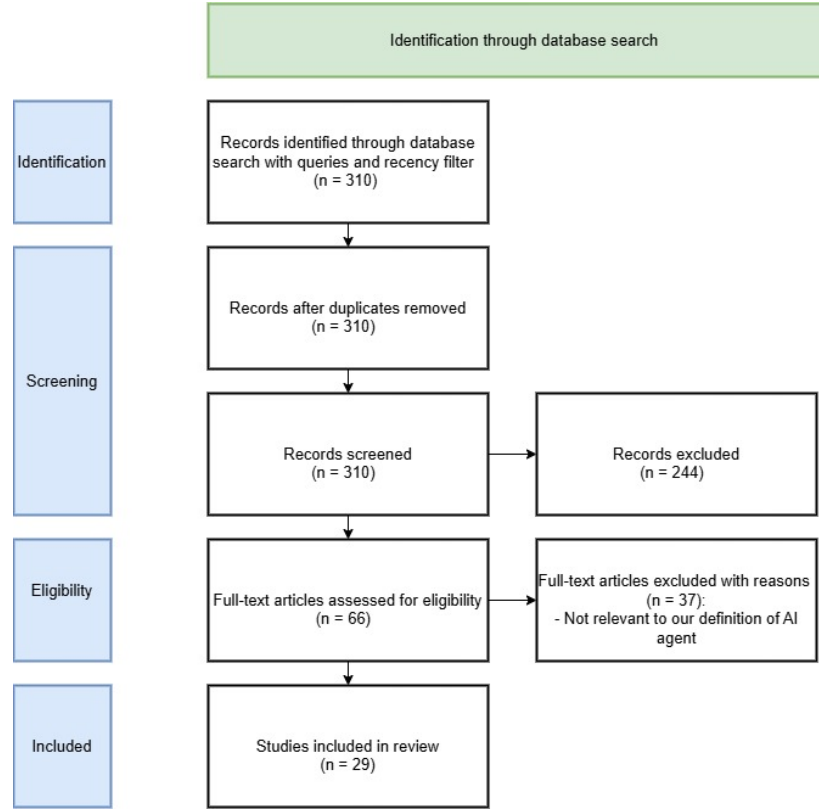 Identification through database search
Identification
Records identified through database
search with queries and recency filter
(n = 310)
Screening
Records after duplicates removed
(n = 310)
Records screened
(n = 310)
Records excluded
(n = 244)
Eligibility
Full-text articles assessed for eligibility
(n = 66)
Full-text articles excluded with reasons
(n = 37):
- Not relevant to our definition of AI
agent
Included
Studies included in review
(n = 29)